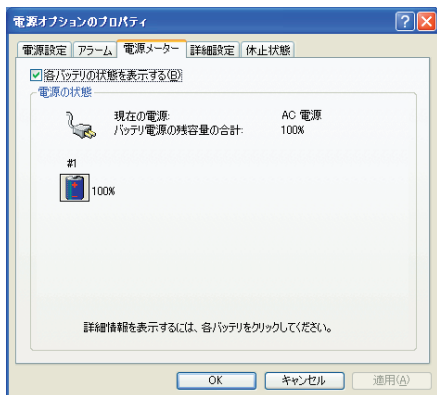 電源オプションのプロパティ
電源設定 アラーム 電源メーター 詳細設定 休止状態
各バッテリの状態を表示する(B)
電源の状態
現在の電源: AC 電源
バッテリ電源の残容量の合計: 100%
#1
100%
詳細情報を表示するには、各バッテリをクリックしてください。
OK キャンセル 適用(A)